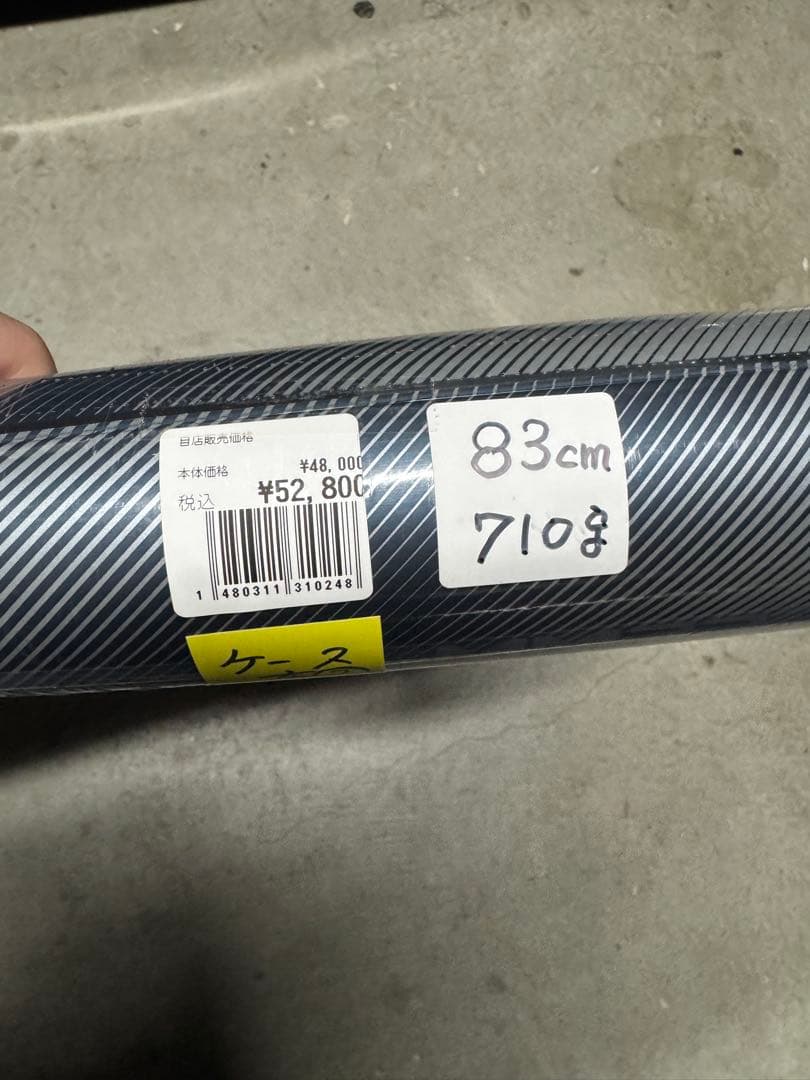 自店販売価格
本体価格 ¥48,000
税込 ¥52,800
1 480311 310248
83cm
710g
ケース